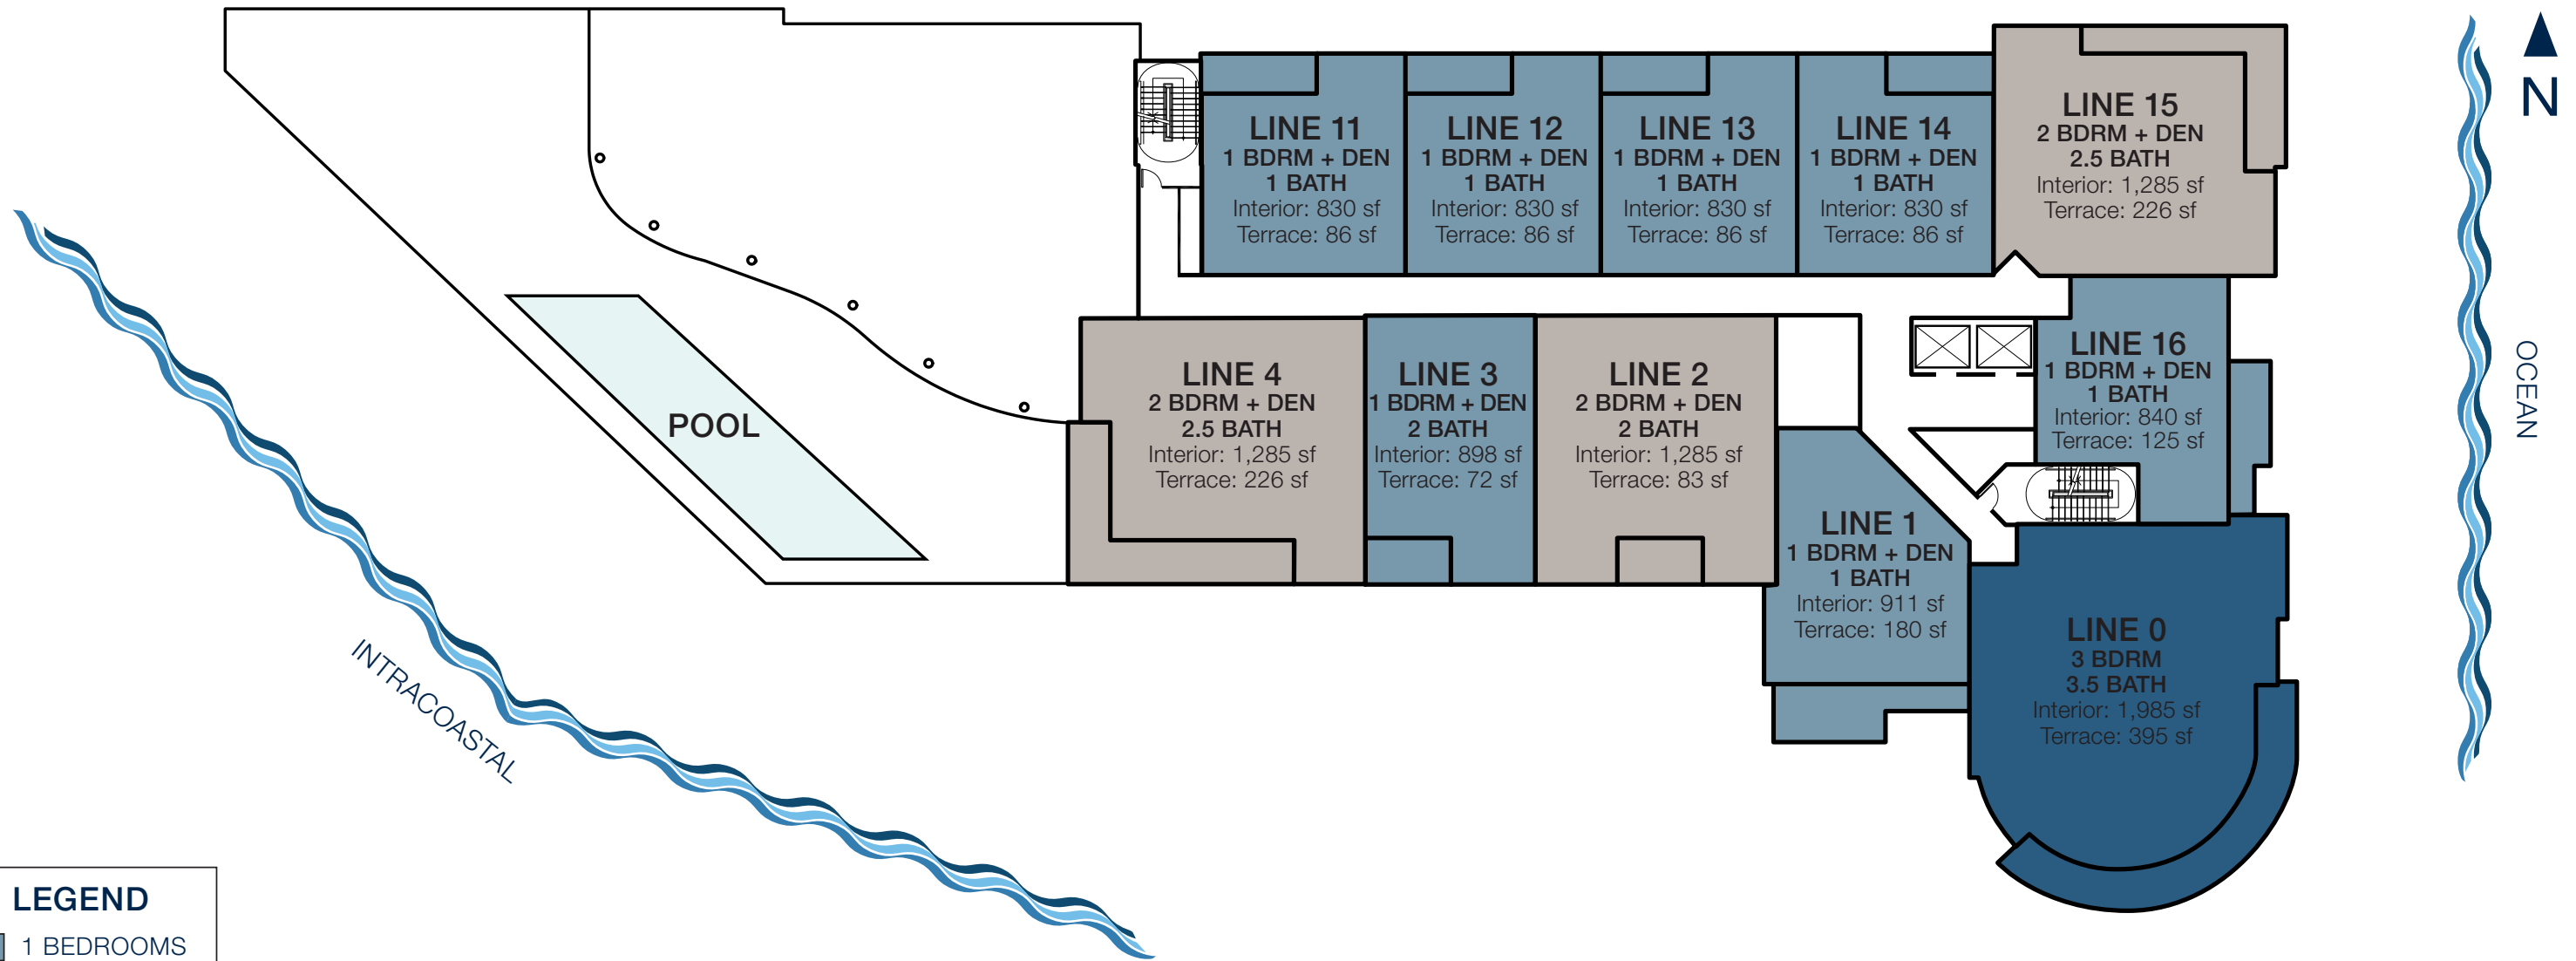 N
LINE 11
1 BDRM + DEN
1 BATH
Interior: 830 sf
Terrace: 86 sf
LINE 12
1 BDRM + DEN
1 BATH
Interior: 830 sf
Terrace: 86 sf
LINE 13
1 BDRM + DEN
1 BATH
Interior: 830 sf
Terrace: 86 sf
LINE 14
1 BDRM + DEN
1 BATH
Interior: 830 sf
Terrace: 86 sf
LINE 15
2 BDRM + DEN
2.5 BATH
Interior: 1,285 sf
Terrace: 226 sf
POOL
LINE 4
2 BDRM + DEN
2.5 BATH
Interior: 1,285 sf
Terrace: 226 sf
LINE 3
1 BDRM + DEN
2 BATH
Interior: 898 sf
Terrace: 72 sf
LINE 2
2 BDRM + DEN
2 BATH
Interior: 1,285 sf
Terrace: 83 sf
LINE 16
1 BDRM + DEN
1 BATH
Interior: 840 sf
Terrace: 125 sf
OCEAN
LINE 1
1 BDRM + DEN
1 BATH
Interior: 911 sf
Terrace: 180 sf
LINE 0
3 BDRM
3.5 BATH
Interior: 1,985 sf
Terrace: 395 sf
INTRACOASTAL
LEGEND
1 BEDROOMS